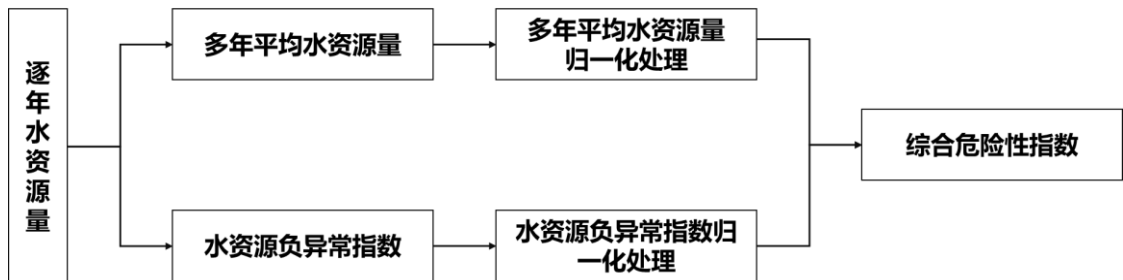 逐年水资源量
多年平均水资源量
多年平均水资源量
归一化处理
综合危险性指数
水资源负异常指数
水资源负异常指数归
一化处理